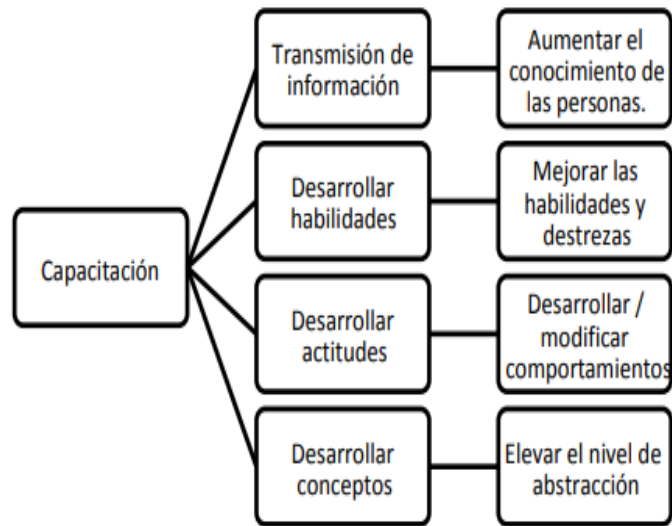 Transmisión de
información
Aumentar el
conocimiento de
las personas.
Desarrollar
habilidades
Mejorar las
habilidades y
destrezas
Capacitación
Desarrollar
actitudes
Desarrollar /
modificar
comportamientos
Desarrollar
conceptos
Elevar el nivel de
abstracción